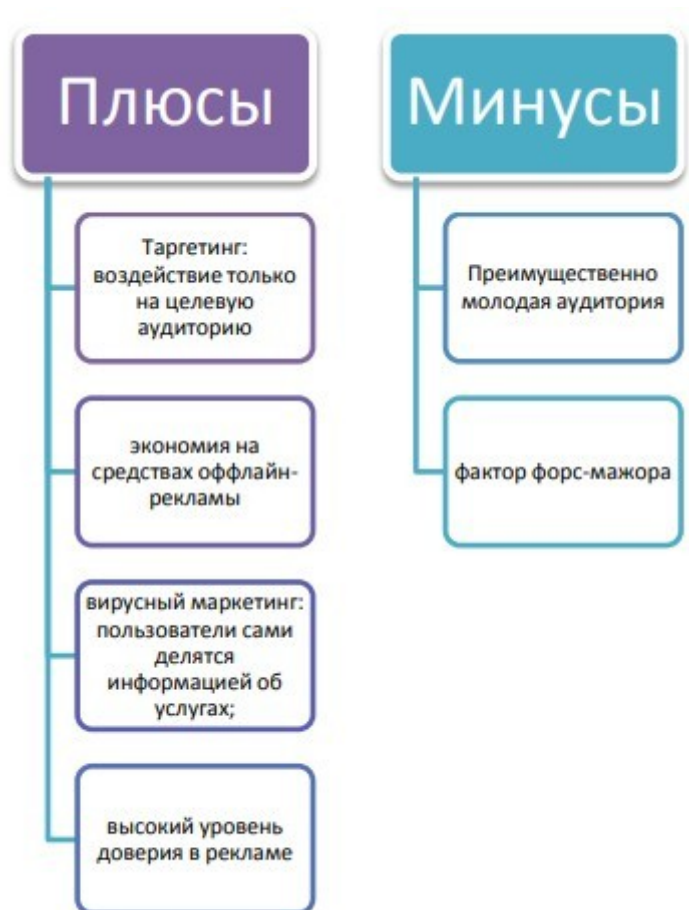 Плюсы
Таргетинг:
воздействие только
на целевую
аудиторию
экономия на
средствах оффлайн-
рекламы
вирусный маркетинг:
пользователи сами
делятся
информацией об
услугах;
высокий уровень
доверия в рекламе
Минусы
Преимущественно
молодая аудитория
фактор форс-мажора